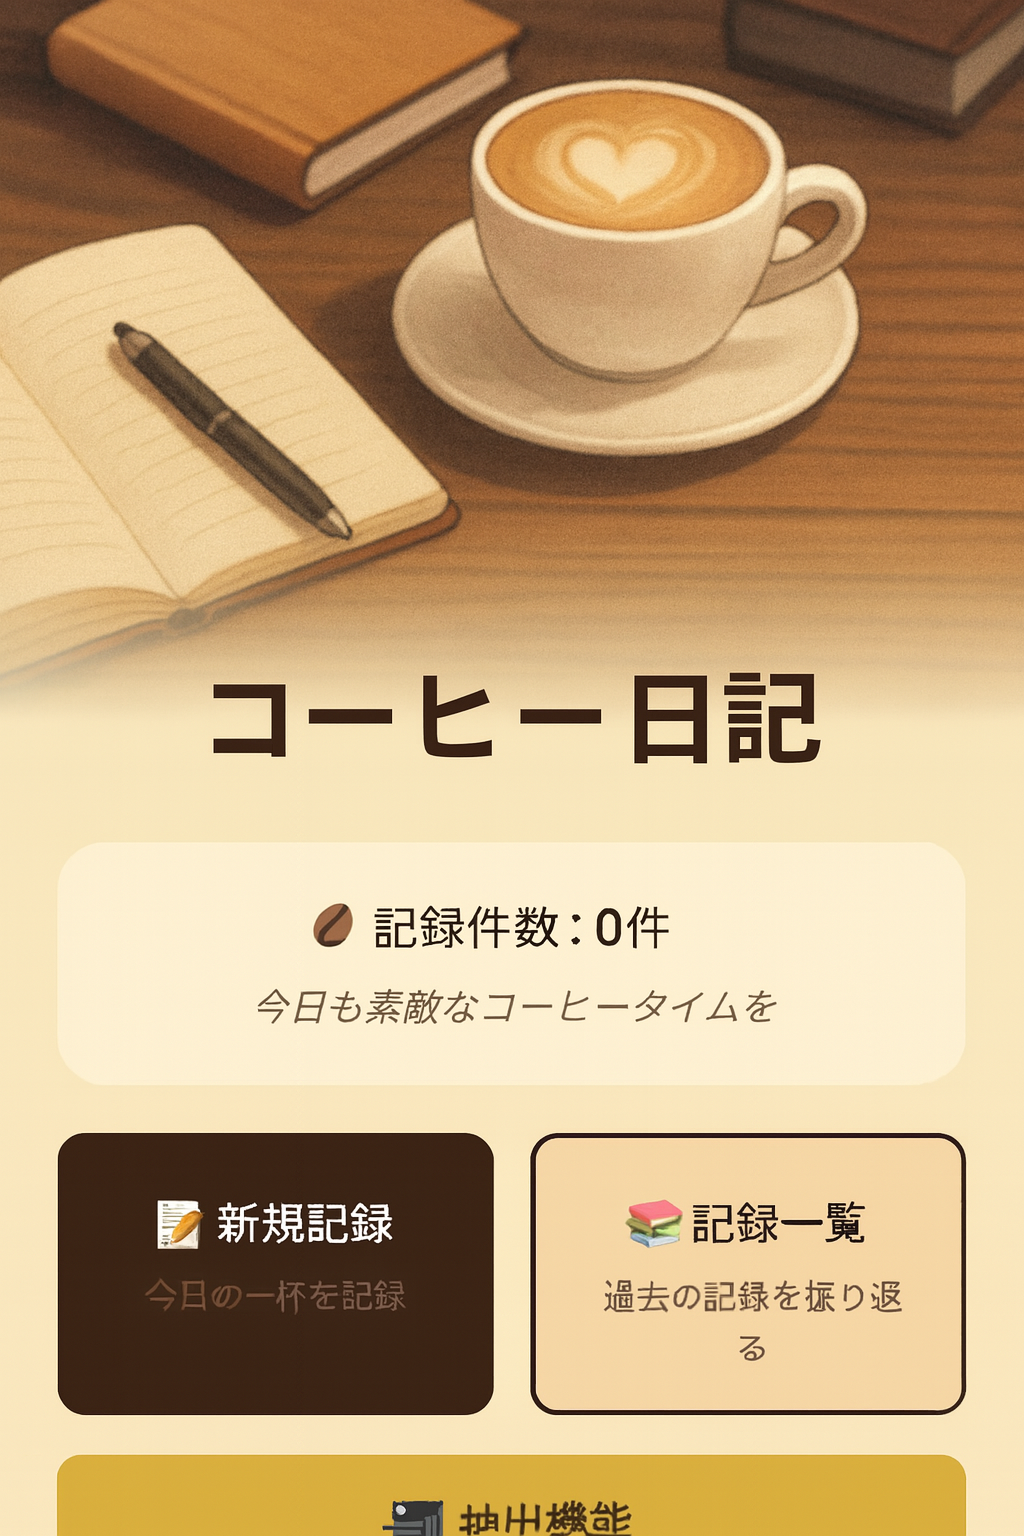 コーヒー日記
記録件数:0件
今日も素敵なコーヒータイムを
新規記録
今日の一杯を記録
記録一覧
過去の記録を振り返
る
抽出機能